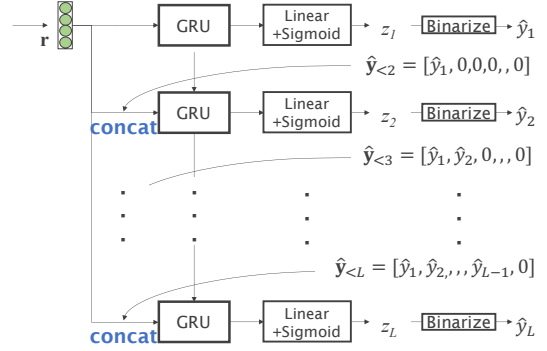 r GRU Linear +Sigmoid z₁ Binarize ŷ₁
ŷ<2 = [ŷ₁, 0,0,0, , 0]
concat GRU Linear +Sigmoid z₂ Binarize ŷ₂
ŷ<3 = [ŷ₁, ŷ₂, 0, , , 0]
ŷ<L = [ŷ₁, ŷ₂, , , , ŷL−1, 0]
concat GRU Linear +Sigmoid zL Binarize ŷL